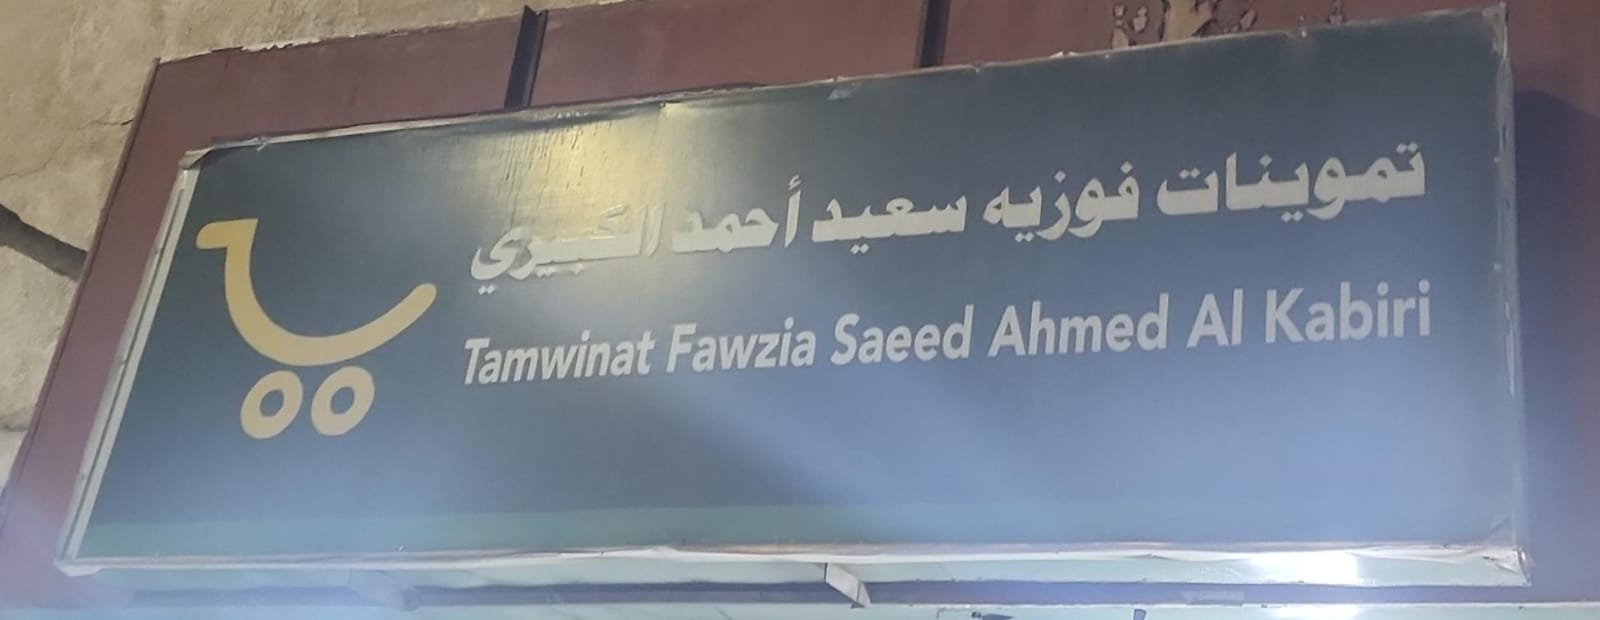 تموينات فوزيه سعيد أحمد الكبيري
Tamwinat Fawzia Saeed Ahmed Al Kabiri